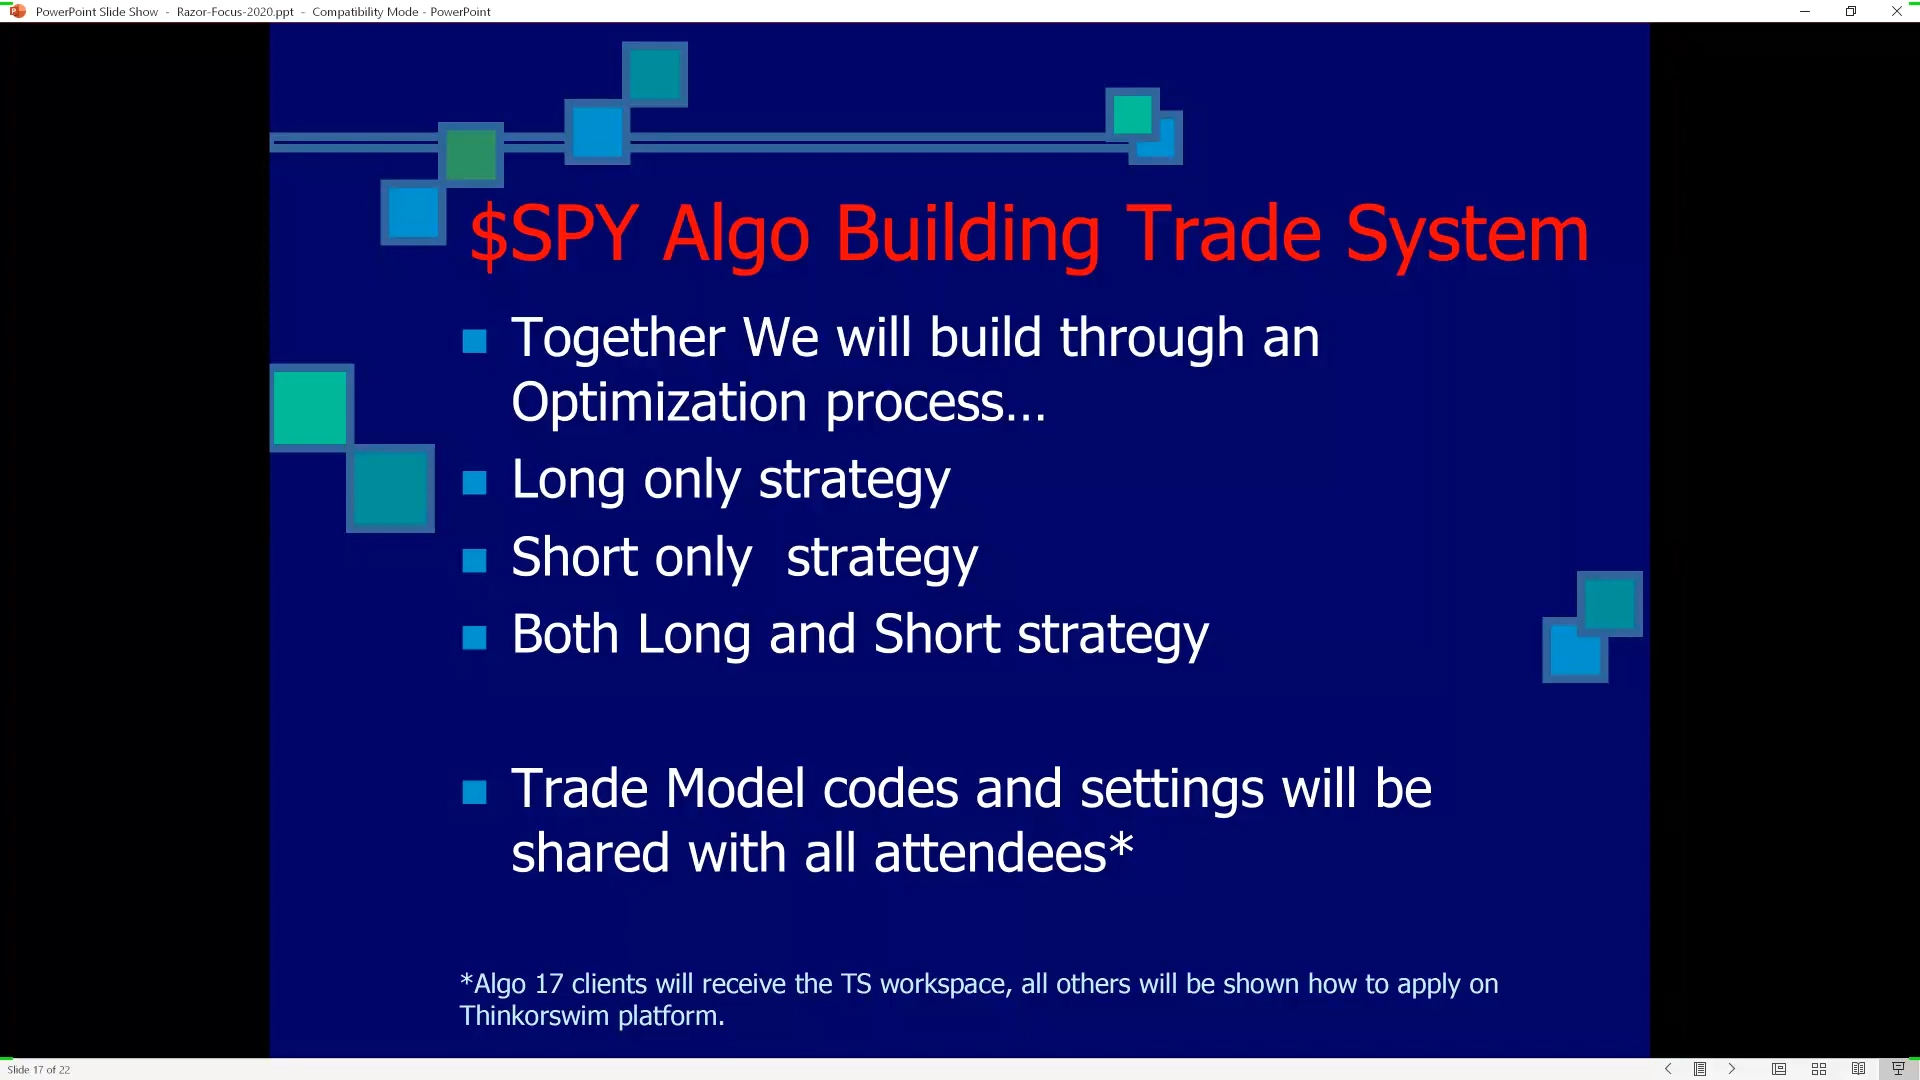 PowerPoint Slide Show - Razor-Focus-2020.ppt - Compatibility Mode - PowerPoint
$SPY Algo Building Trade System
Together We will build through an
Optimization process...
Long only strategy
Short only  strategy
Both Long and Short strategy
Trade Model codes and settings will be
shared with all attendees*
*Algo 17 clients will receive the TS workspace, all others will be shown how to apply on
Thinkorswim platform.
Slide 17 of 22